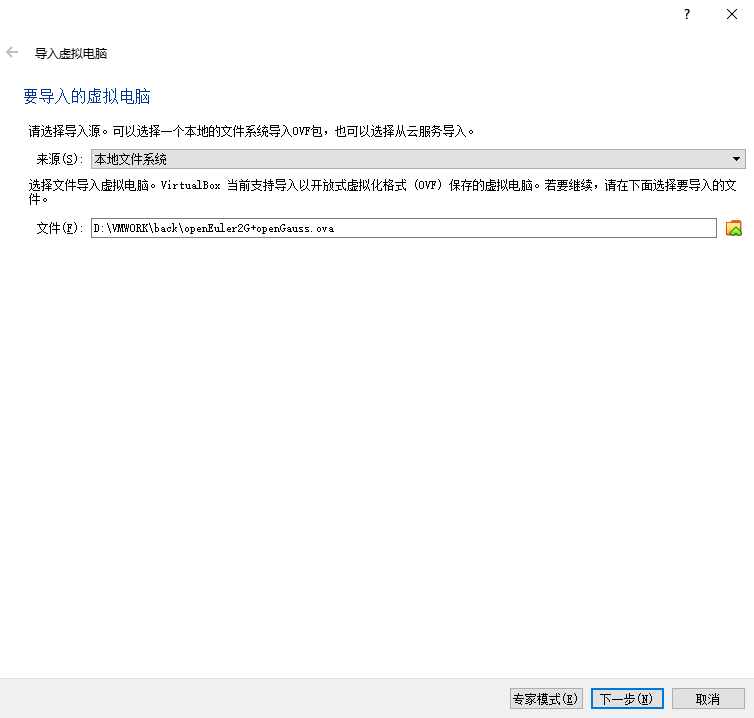 ?
导入虚拟电脑
要导入的虚拟电脑
请选择导入源。可以选择一个本地的文件系统导入OVF包，也可以选择从云服务导入。
来源(S): 本地文件系统
选择文件导入虚拟电脑。VirtualBox 当前支持导入以开放式虚拟化格式 (OVF) 保存的虚拟电脑。若要继续，请在下面选择要导入的文
件。
文件(F): D:\VMWORK\back\openEuler2G+openGauss.ova
专家模式(E) 下一步(N) 取消